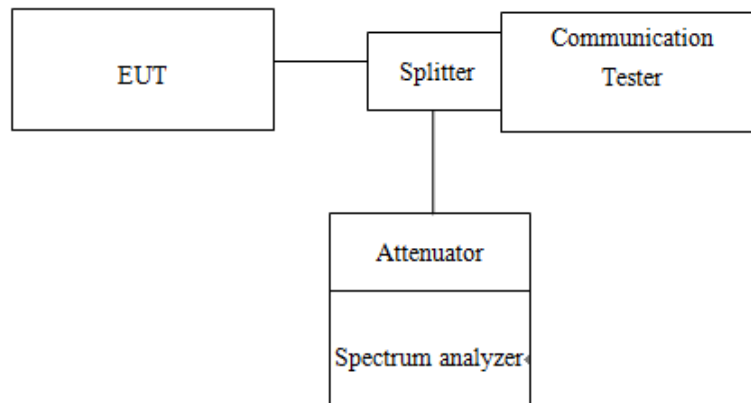 EUT
Splitter
Communication
Tester
Attenuator
Spectrum analyzer